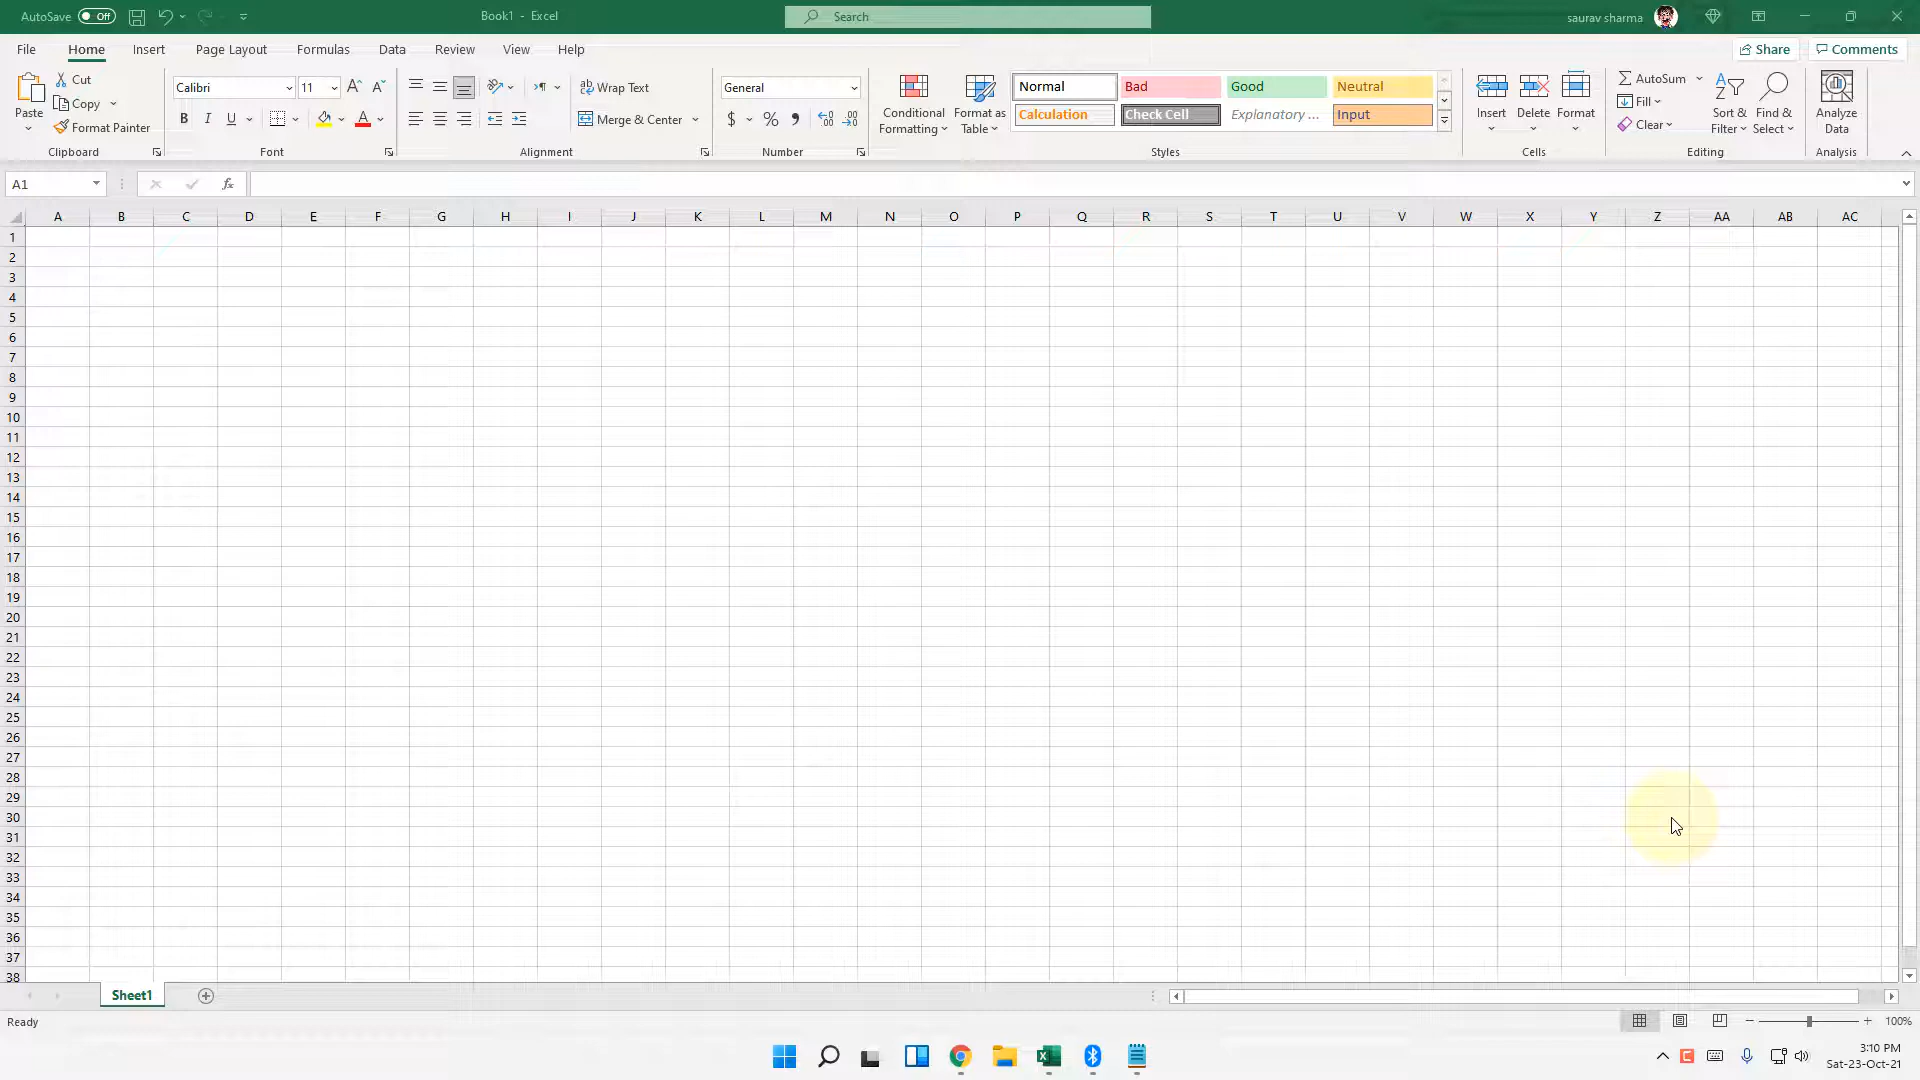 AutoSave Off Book1 - Excel Search saurav sharma
File Home Insert Page Layout Formulas Data Review View Help Share Comments
Paste Cut Copy Format Painter
Clipboard
Calibri 11
B I U A
Font
Wrap Text
Merge & Center
Alignment
General
$ % 9
Number
Conditional Formatting
Format as Table
Normal Bad Good Neutral
Calculation Check Cell Explanatory ... Input
Styles
Insert Delete Format
Cells
AutoSum
Fill
Clear
Sort & Filter
Find & Select
Editing
Analyze Data
Analysis
A1 fx
A B C D E F G H I J K L M N O P Q R S T U V W X Y Z AA AB AC
1
2
3
4
5
6
7
8
9
10
11
12
13
14
15
16
17
18
19
20
21
22
23
24
25
26
27
28
29
30
31
32
33
34
35
36
37
38
Sheet1
Ready 100%
3:10 PM
Sat-23-Oct-21